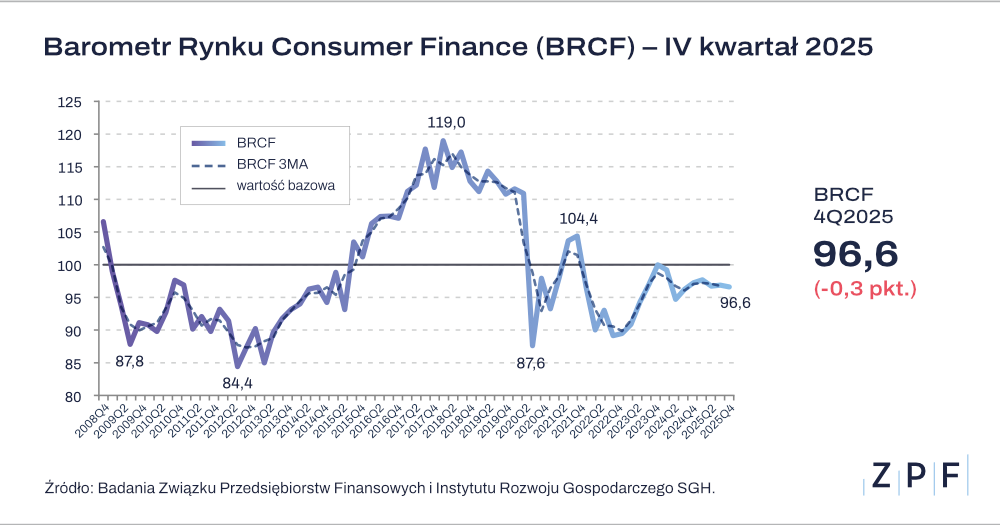 Barometr Rynku Consumer Finance (BRCF) – IV kwartał 2025
125
120
115
110
105
100
95
90
85
80
BRCF
BRCF 3MA
wartość bazowa
119,0
104,4
87,8
84,4
87,6
96,6
2008Q4
2009Q2
2009Q4
2010Q2
2010Q4
2011Q2
2011Q4
2012Q2
2012Q4
2013Q2
2013Q4
2014Q2
2014Q4
2015Q2
2015Q4
2016Q2
2016Q4
2017Q2
2017Q4
2018Q2
2018Q4
2019Q2
2019Q4
2020Q2
2020Q4
2021Q2
2021Q4
2022Q2
2022Q4
2023Q2
2023Q4
2024Q2
2024Q4
2025Q2
2025Q4
BRCF
4Q2025
96,6
(-0,3 pkt.)
Źródło: Badania Związku Przedsiębiorstw Finansowych i Instytutu Rozwoju Gospodarczego SGH.
ZPF